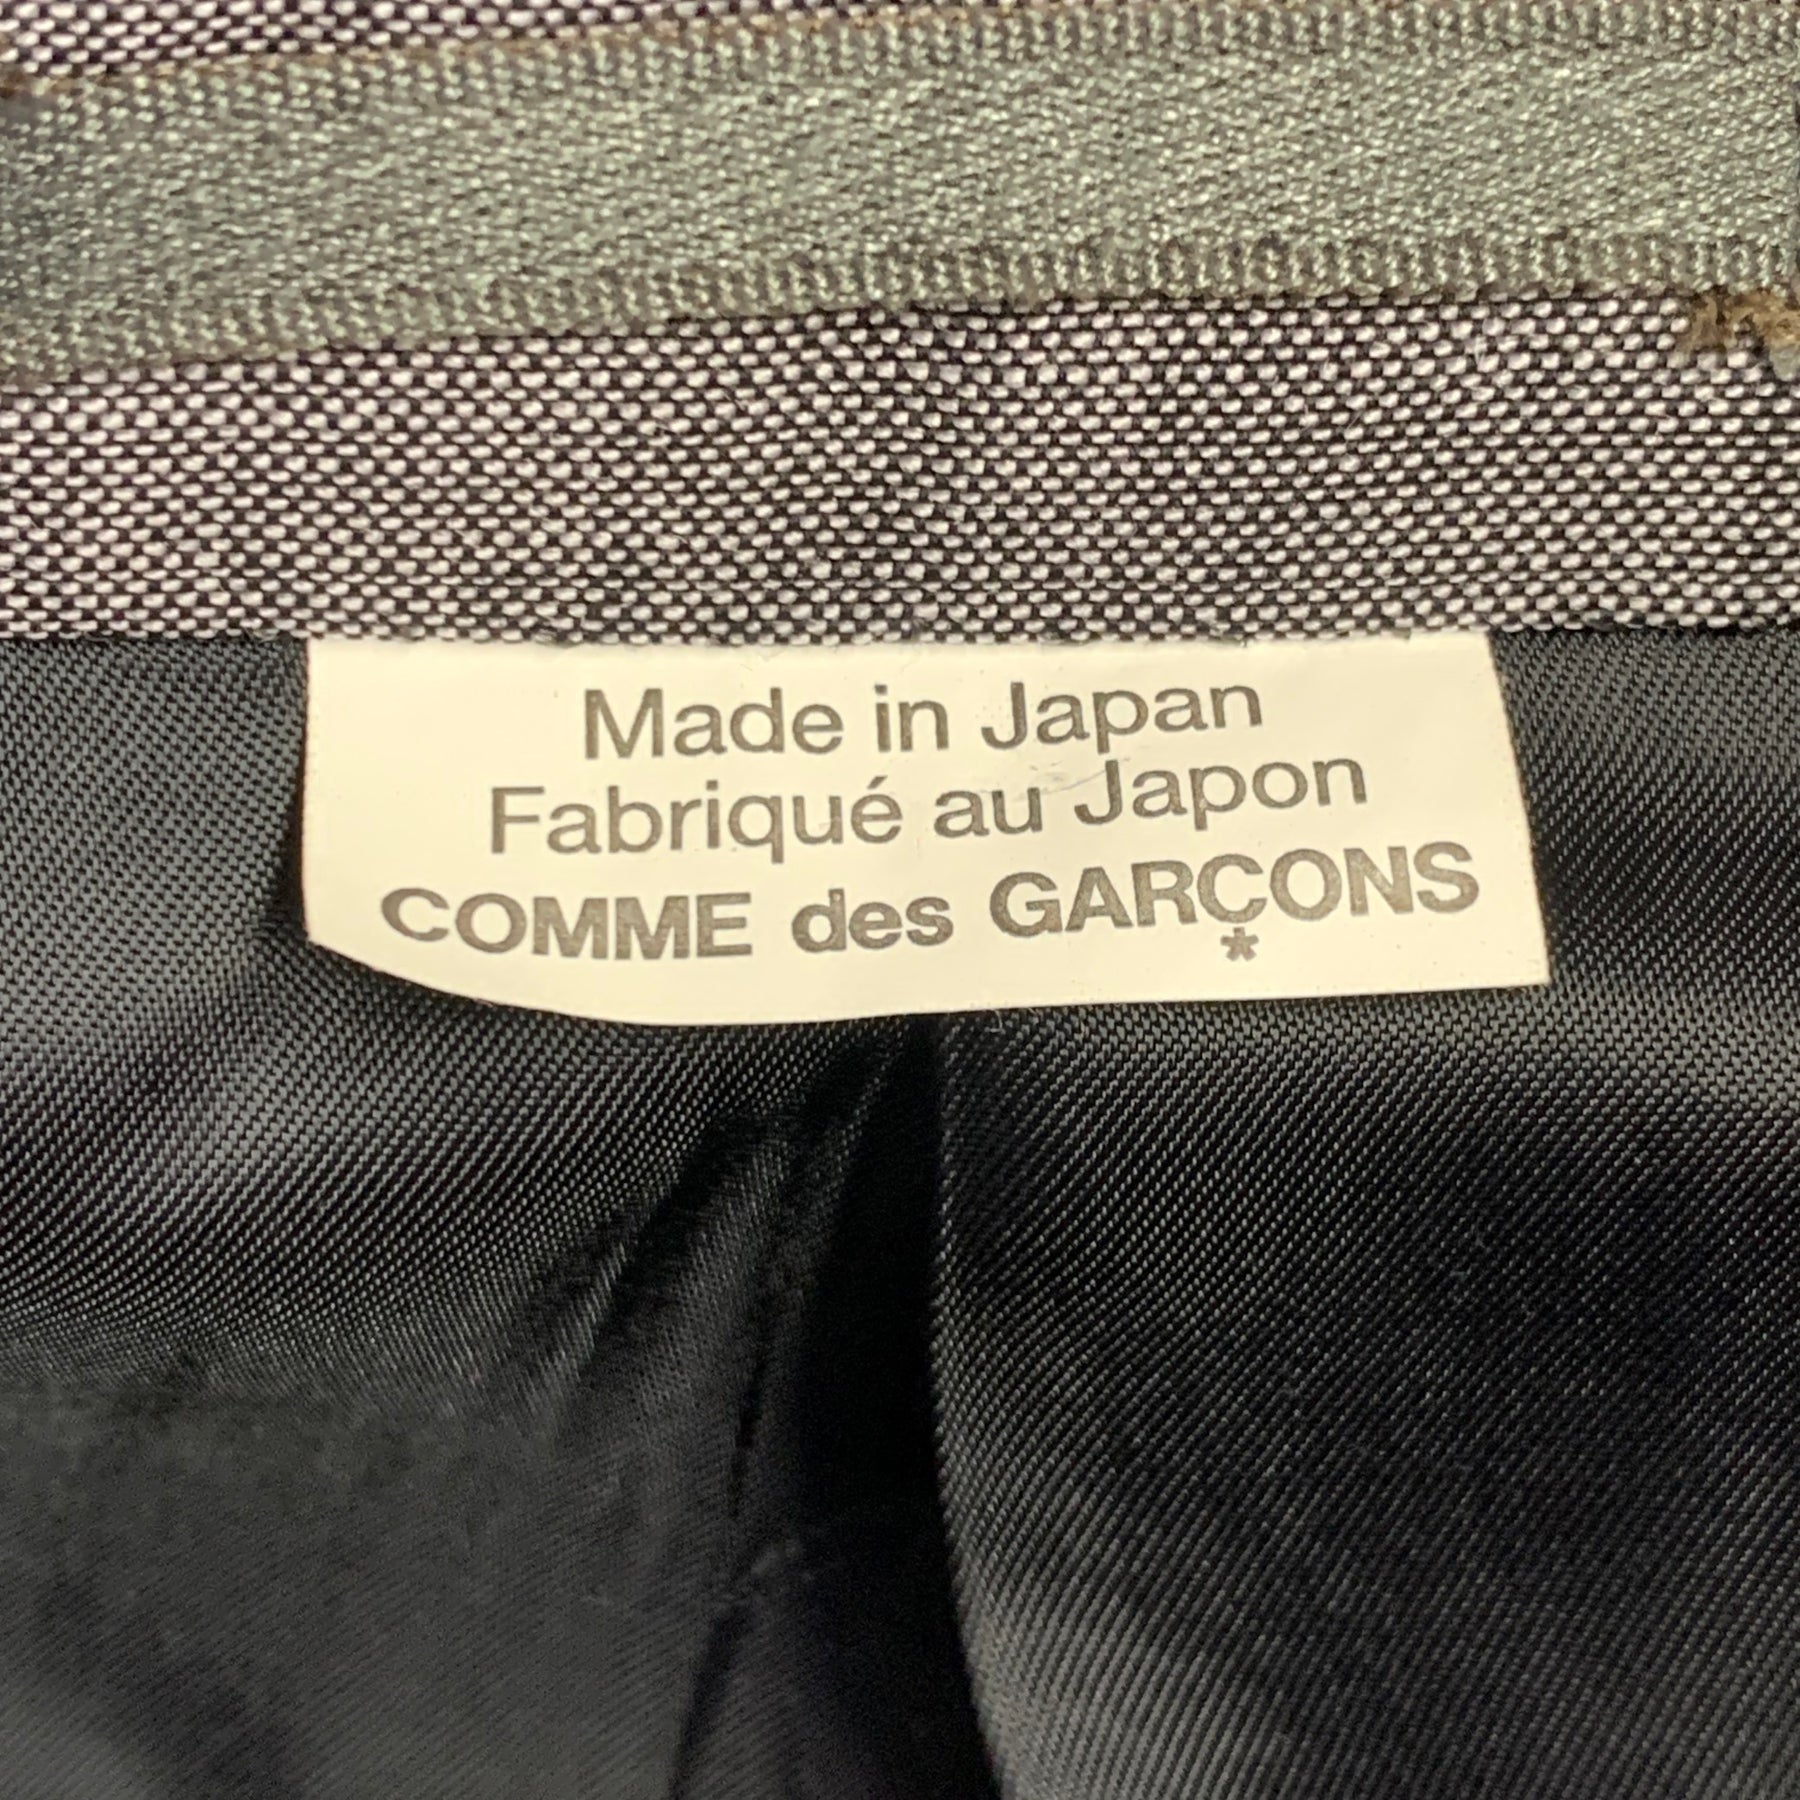 Made in Japan
Fabriqué au Japon
COMME des GARÇONS
*